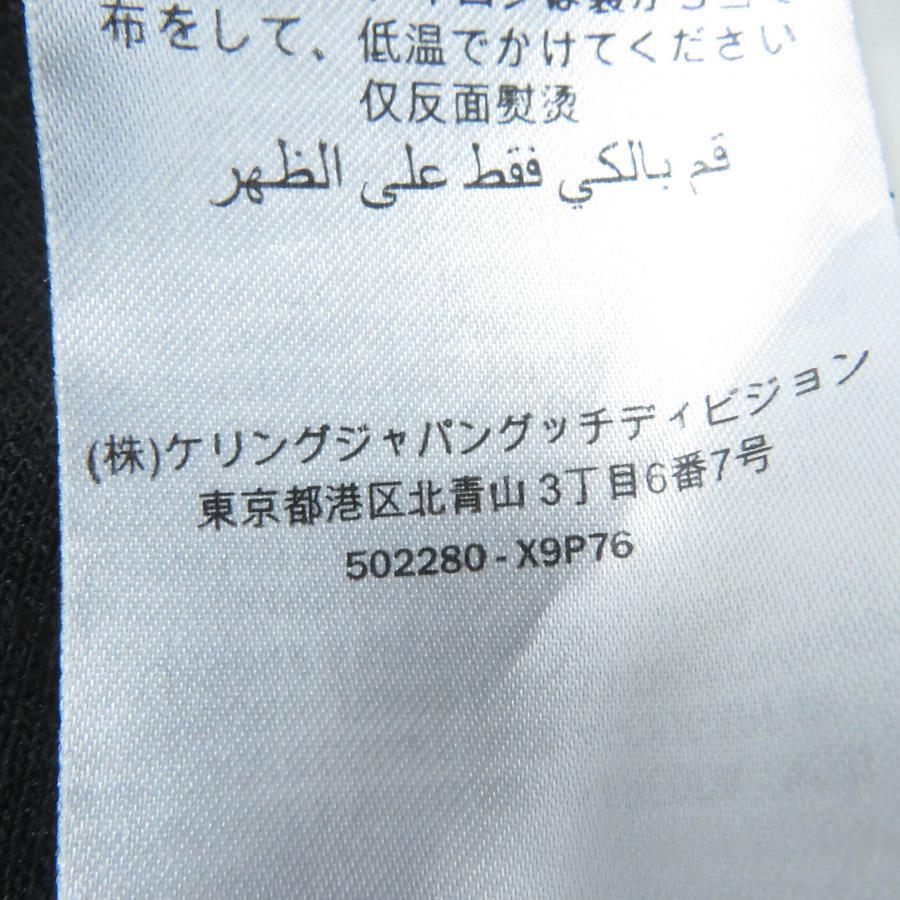 布をして、低温でかけてください
仅反面熨烫
قم بالكي فقط على الظهر
(株)ケリングジャパングッチディビジョン
東京都港区北青山3丁目6番7号
502280-X9P76